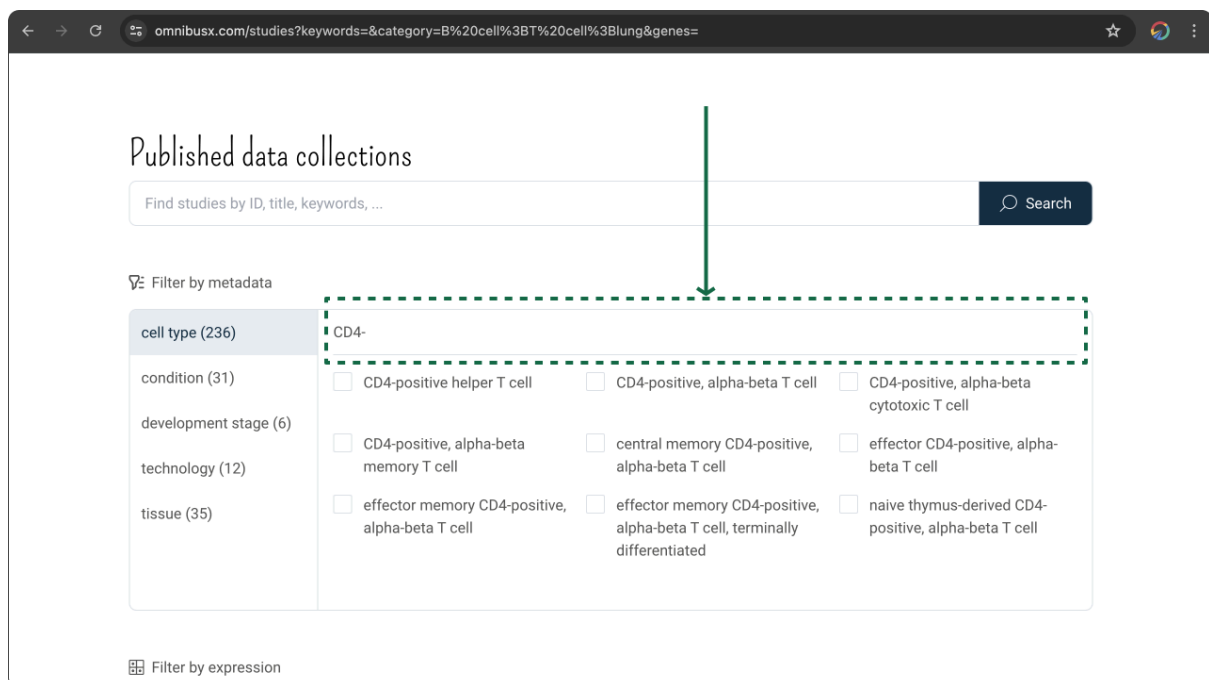 omnibusx.com/studies?keywords=&category=B%20cell%3BT%20cell%3Blung&genes=
Published data collections
Find studies by ID, title, keywords, ...
Search
Filter by metadata
cell type (236)
CD4-
condition (31)
development stage (6)
technology (12)
tissue (35)
CD4-positive helper T cell
CD4-positive, alpha-beta T cell
CD4-positive, alpha-beta
cytotoxic T cell
CD4-positive, alpha-beta
memory T cell
central memory CD4-positive,
alpha-beta T cell
effector CD4-positive, alpha-
beta T cell
effector memory CD4-positive,
alpha-beta T cell
effector memory CD4-positive,
alpha-beta T cell, terminally
differentiated
naive thymus-derived CD4-
positive, alpha-beta T cell
Filter by expression